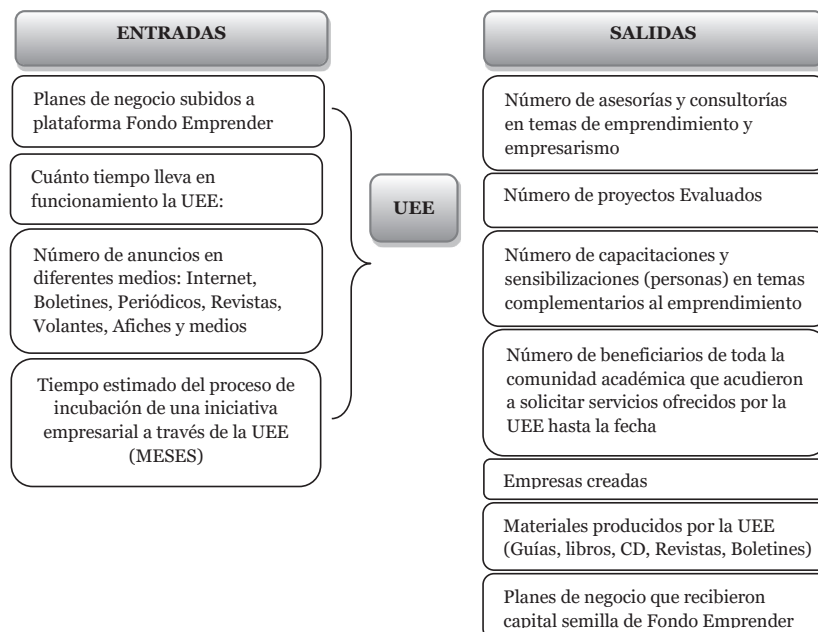 ENTRADAS
Planes de negocio subidos a
plataforma Fondo Emprender
Cuánto tiempo lleva en
funcionamiento la UEE:
Número de anuncios en
diferentes medios: Internet,
Boletines, Periódicos, Revistas,
Volantes, Afiches y medios
Tiempo estimado del proceso de
incubación de una iniciativa
empresarial a través de la UEE
(MESES)
UEE
SALIDAS
Número de asesorías y consultorías
en temas de emprendimiento y
empresarismo
Número de proyectos Evaluados
Número de capacitaciones y
sensibilizaciones (personas) en temas
complementarios al emprendimiento
Número de beneficiarios de toda la
comunidad académica que acudieron
a solicitar servicios ofrecidos por la
UEE hasta la fecha
Empresas creadas
Materiales producidos por la UEE
(Guías, libros, CD, Revistas, Boletines)
Planes de negocio que recibieron
capital semilla de Fondo Emprender